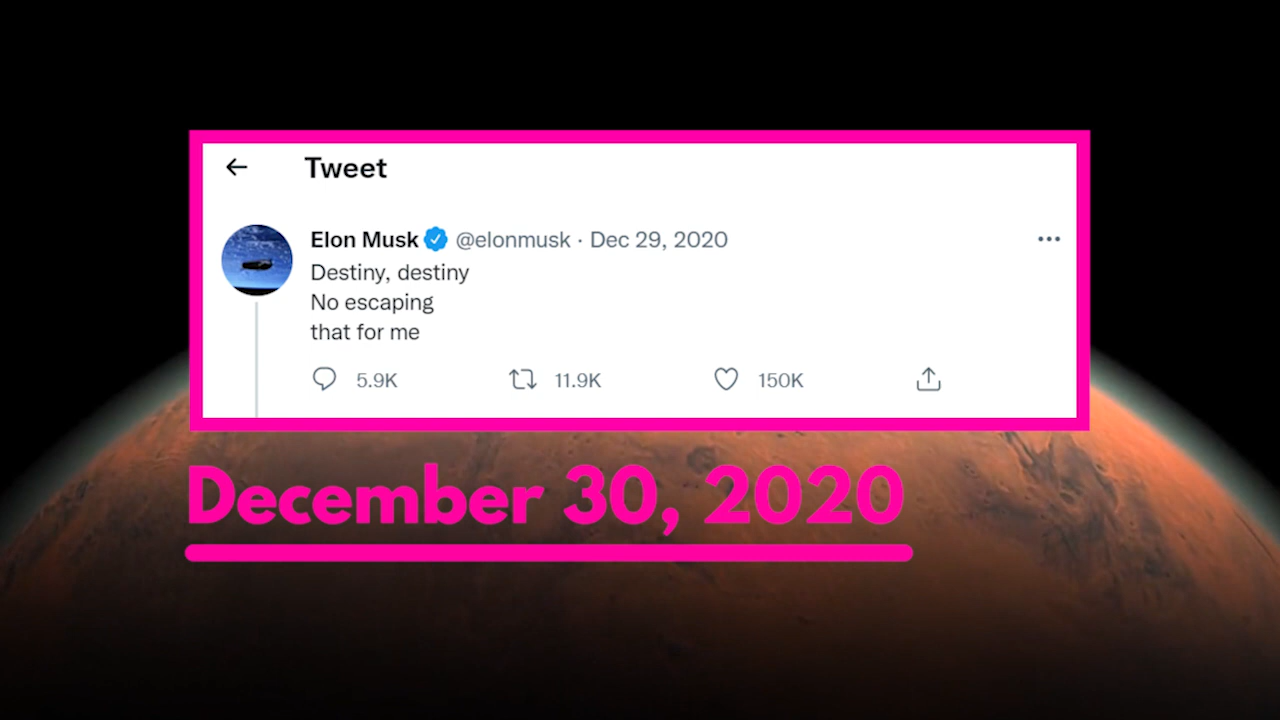 Tweet
Elon Musk @elonmusk · Dec 29, 2020
Destiny, destiny
No escaping
that for me
5.9K 11.9K 150K
December 30, 2020